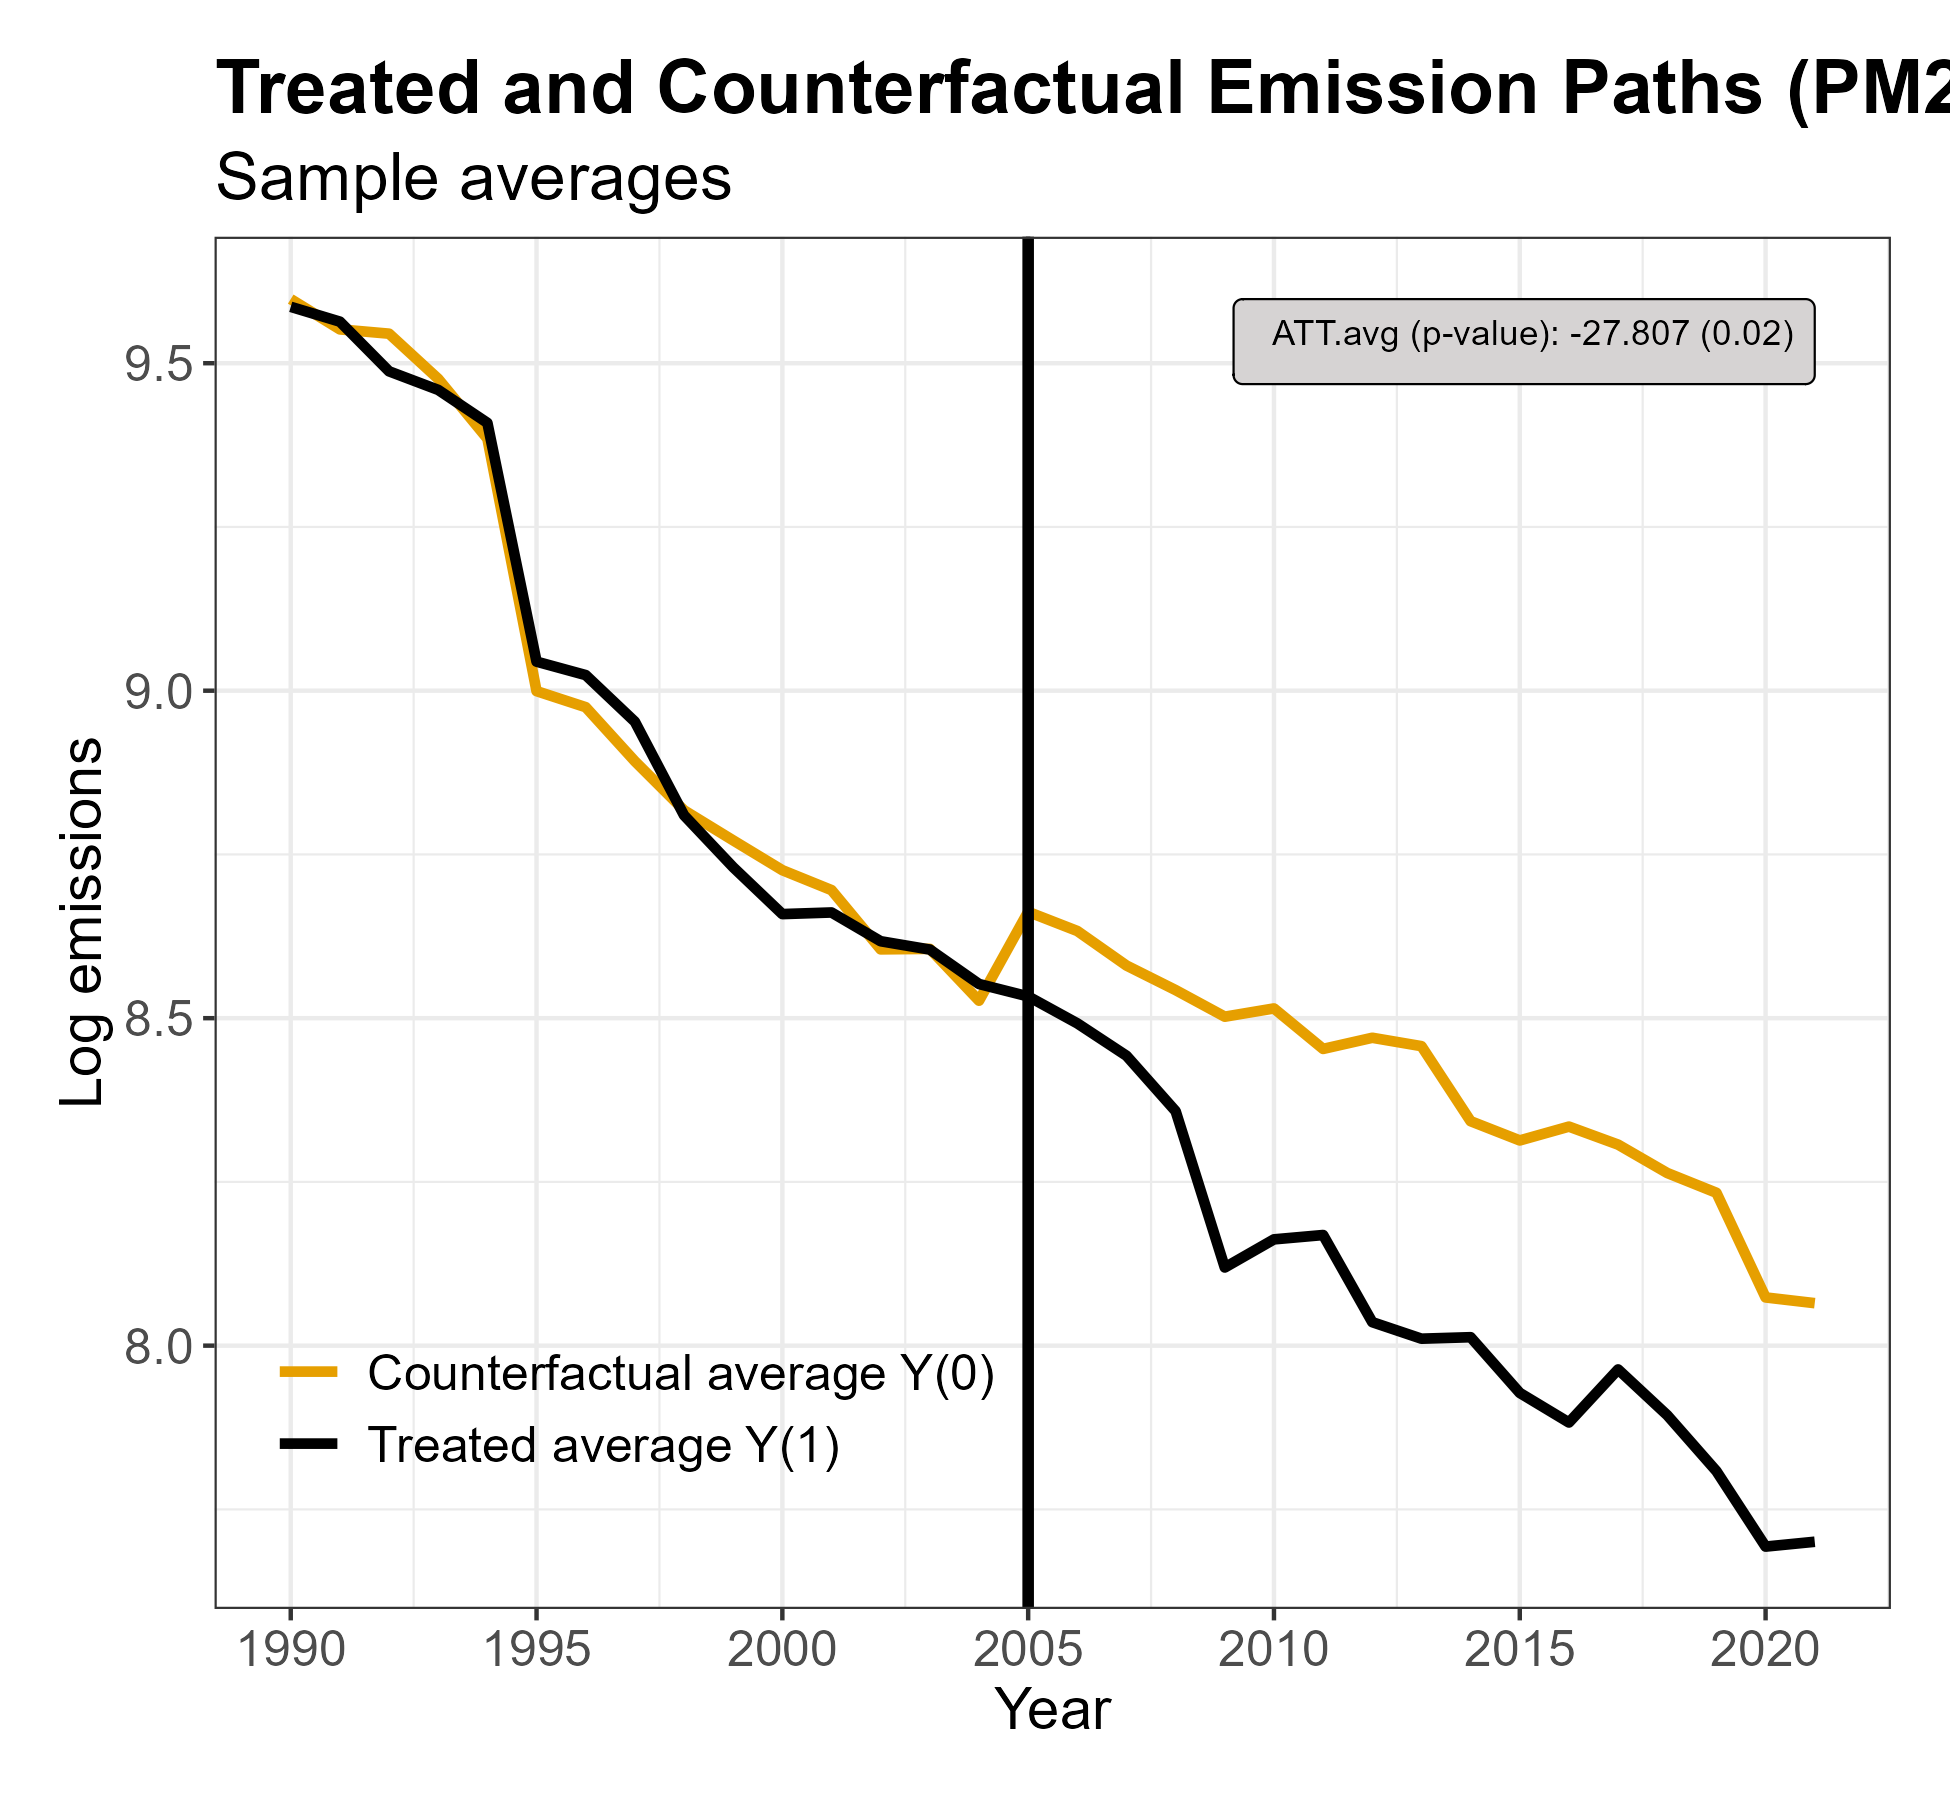 Treated and Counterfactual Emission Paths (PM2
Sample averages
ATT.avg (p-value): -27.807 (0.02)
9.5
9.0
8.5
8.0
Log emissions
Counterfactual average Y(0)
Treated average Y(1)
1990 1995 2000 2005 2010 2015 2020
Year